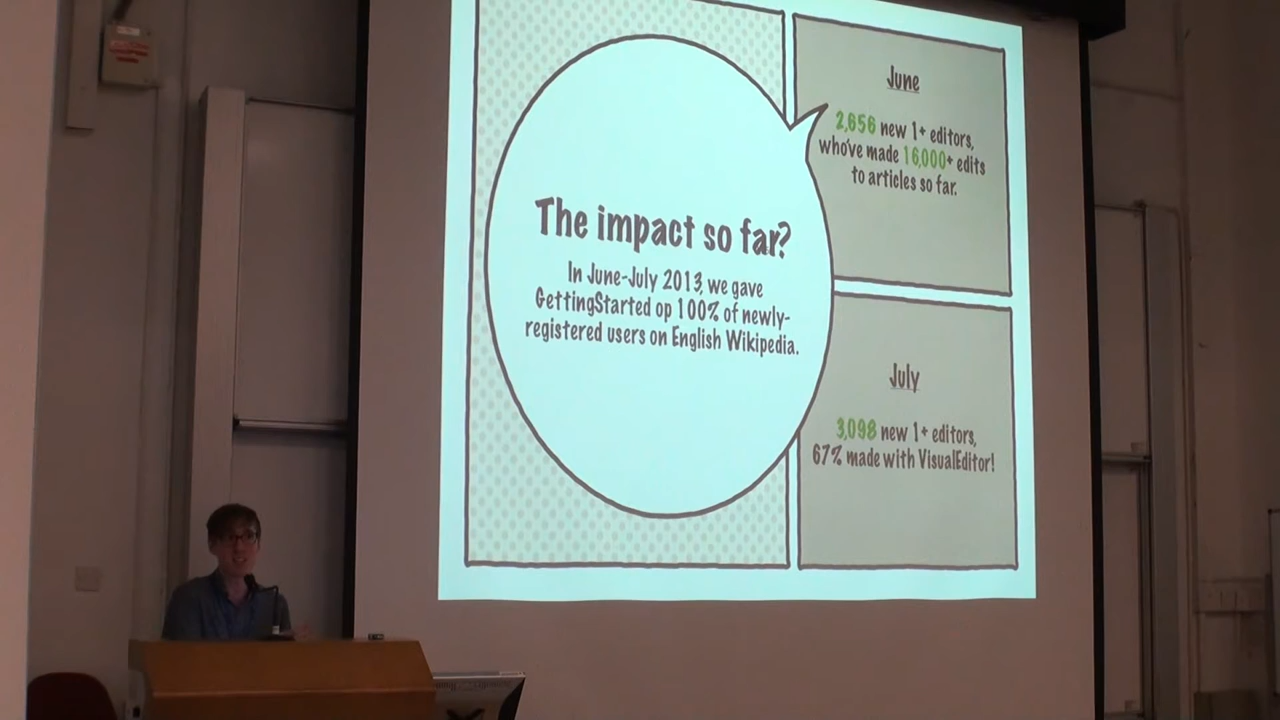 The impact so far?
In June-July 2013, we gave
GettingStarted op 100% of newly-
registered users on English Wikipedia.
June
2,656 new 1+ editors,
who've made 16,000+ edits
to articles so far.
July
3,098 new 1+ editors,
67% made with VisualEditor!